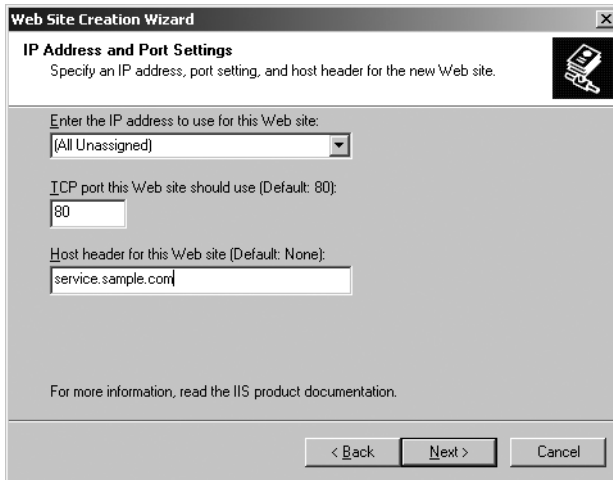 Web Site Creation Wizard
IP Address and Port Settings
Specify an IP address, port setting, and host header for the new Web site.
Enter the IP address to use for this Web site:
(All Unassigned)
TCP port this Web site should use (Default: 80):
80
Host header for this Web site (Default: None):
service.sample.com
For more information, read the IIS product documentation.
< Back Next > Cancel